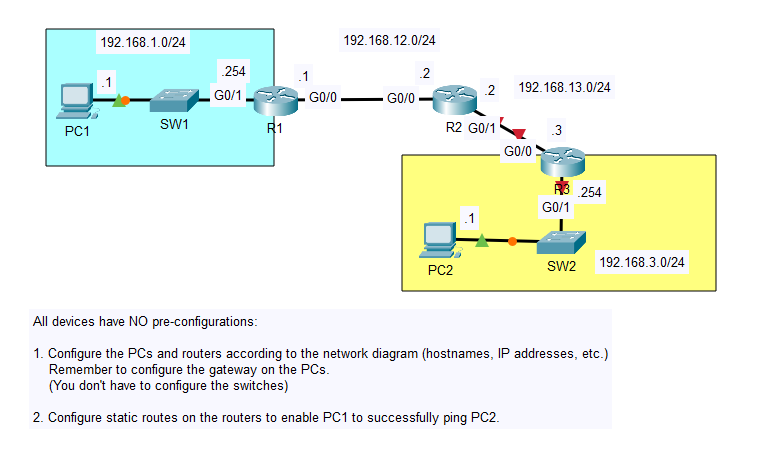 192.168.1.0/24
192.168.12.0/24
.1
.254
G0/1
.1
G0/0
.2
G0/0
.2
192.168.13.0/24
PC1
SW1
R1
R2
G0/1
.3
G0/0
R3
.254
G0/1
.1
PC2
SW2
192.168.3.0/24
All devices have NO pre-configurations:
1. Configure the PCs and routers according to the network diagram (hostnames, IP addresses, etc.)
Remember to configure the gateway on the PCs.
(You don't have to configure the switches)
2. Configure static routes on the routers to enable PC1 to successfully ping PC2.